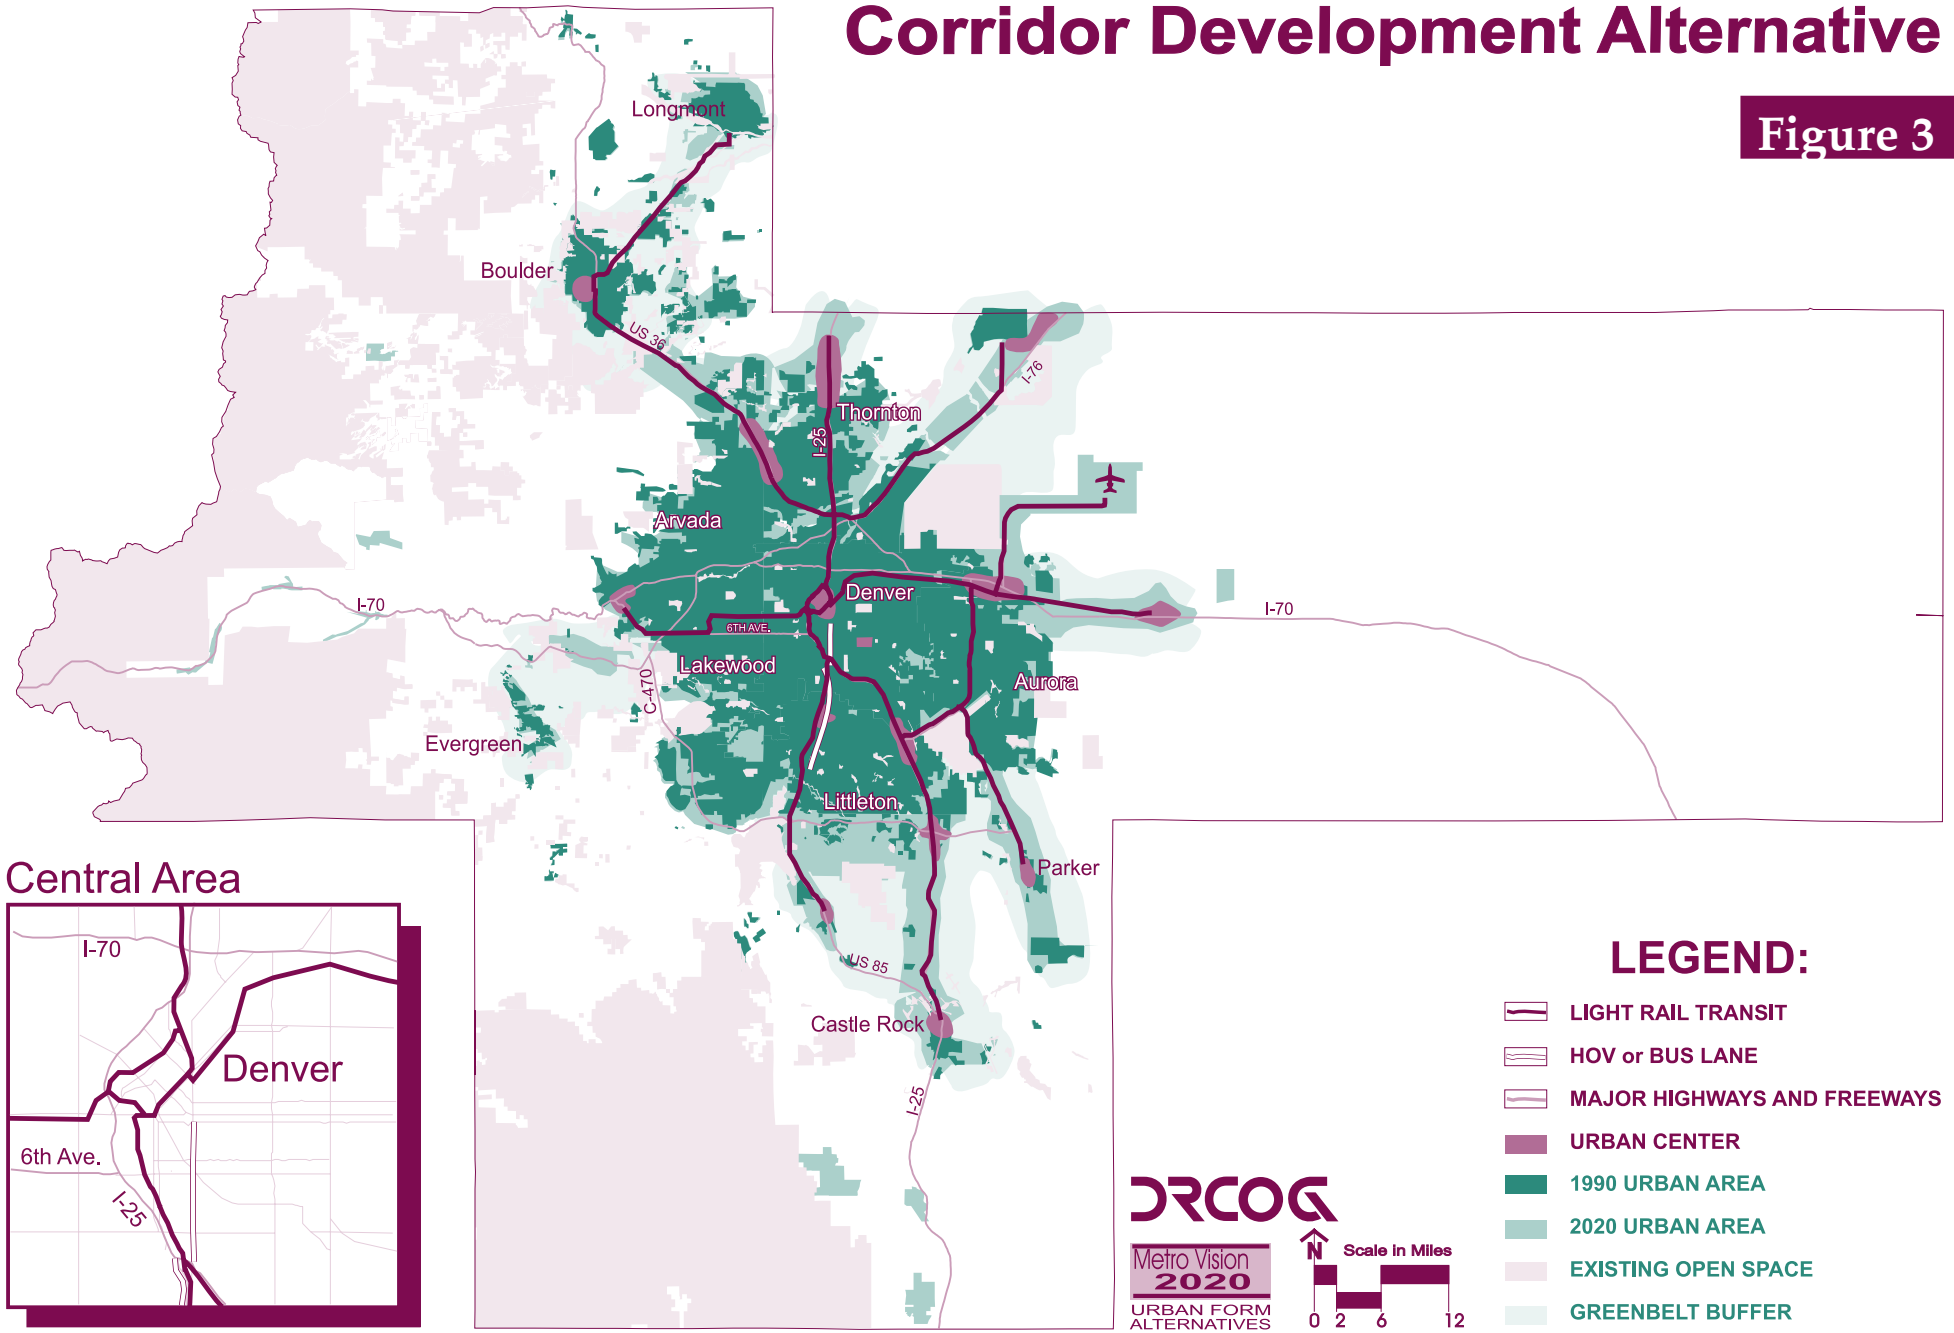 Corridor Development Alternative
Figure 3
Longmont
Boulder
US 36
I-76
Thornton
I-25
Arvada
Denver
I-70
I-70
6TH AVE.
Lakewood
Aurora
C-470
Evergreen
Littleton
Parker
US 85
Castle Rock
I-25
Central Area
I-70
Denver
6th Ave.
I-25
LEGEND:
LIGHT RAIL TRANSIT
HOV or BUS LANE
MAJOR HIGHWAYS AND FREEWAYS
URBAN CENTER
1990 URBAN AREA
2020 URBAN AREA
EXISTING OPEN SPACE
GREENBELT BUFFER
DRCOG
Metro Vision
2020
URBAN FORM
ALTERNATIVES
N
Scale in Miles
0 2 6 12